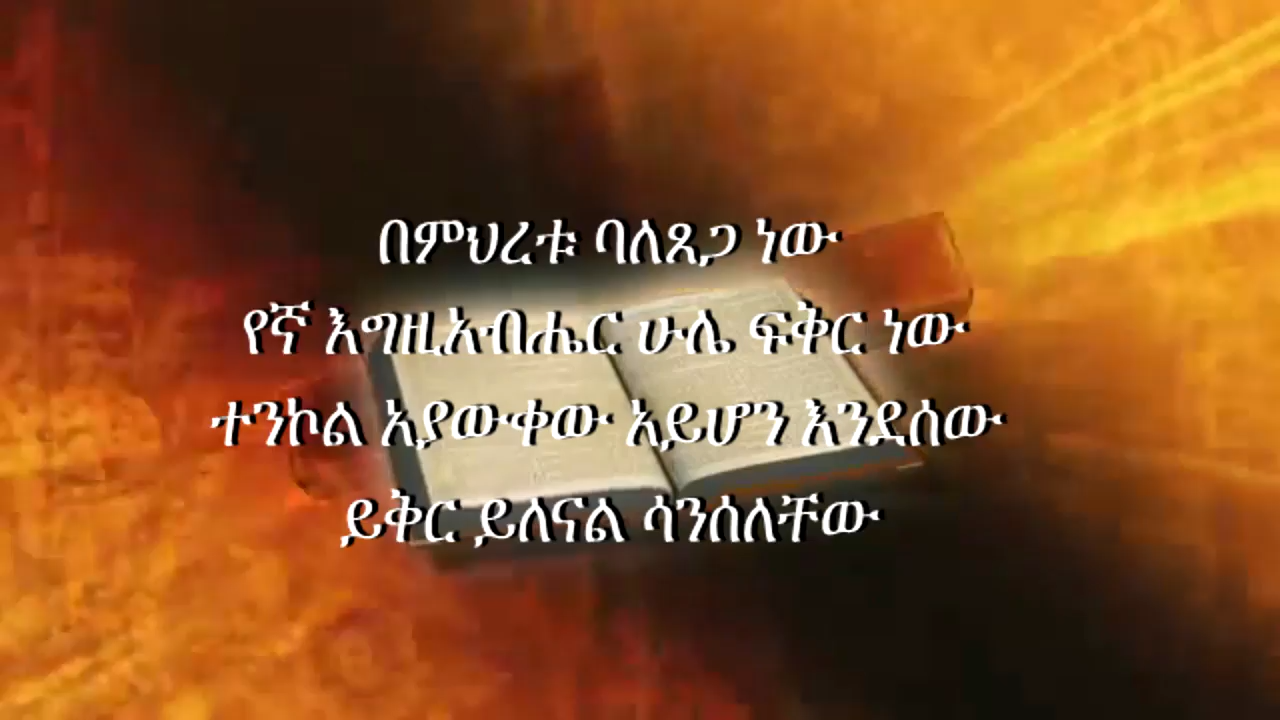 በምህረቱ ባለጸጋ ነው
የኛ እግዚአብሔር ሁሌ ፍቅር ነው
ተንኮል አያውቀው አይሆን እንደሰው
ይቅር ይለናል ሳንሰለቸው